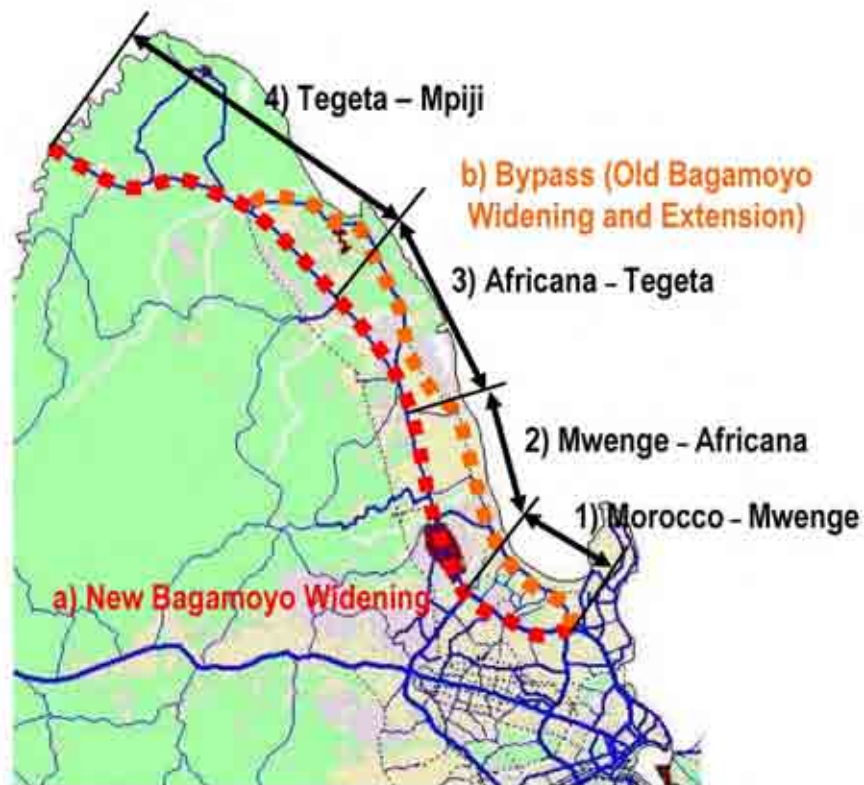 4) Tegeta – Mpiji
b) Bypass (Old Bagamoyo
Widening and Extension)
3) Africana – Tegeta
2) Mwenge – Africana
1) Morocco – Mwenge
a) New Bagamoyo Widening